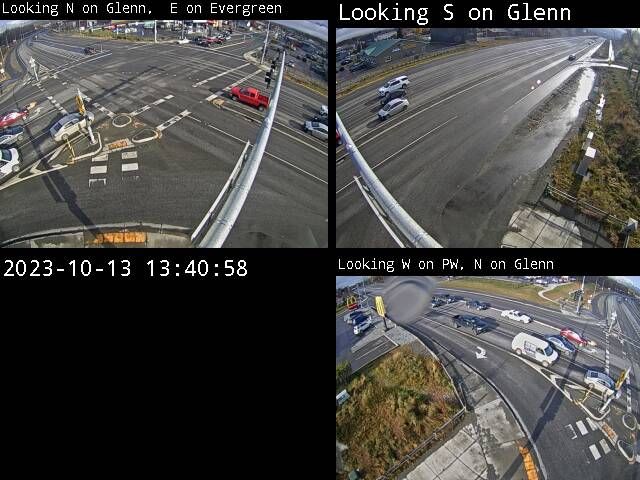 Looking N on Glenn,  E on Evergreen
Looking S on Glenn
2023-10-13 13:40:58
Looking W on PW, N on Glenn